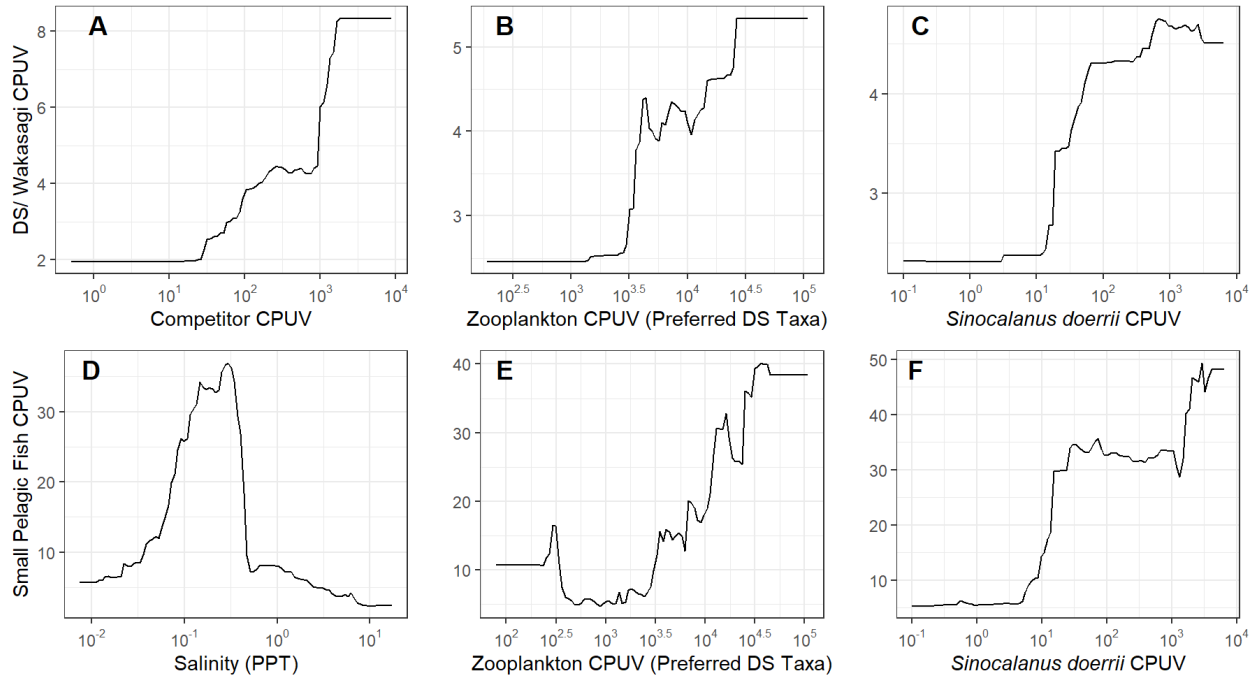 A
B
C
DS/ Wakasagi CPUV
8
6
4
2
5
4
3
4
3
10^0 10^1 10^2 10^3 10^4
10^2.5 10^3 10^3.5 10^4 10^4.5 10^5
10^-1 10^0 10^1 10^2 10^3 10^4
Competitor CPUV
Zooplankton CPUV (Preferred DS Taxa)
Sinocalanus doerrii CPUV
D
E
F
Small Pelagic Fish CPUV
30
20
10
40
30
20
10
50
40
30
20
10
10^-2 10^-1 10^0 10^1
10^2 10^2.5 10^3 10^3.5 10^4 10^4.5 10^5
10^-1 10^0 10^1 10^2 10^3 10^4
Salinity (PPT)
Zooplankton CPUV (Preferred DS Taxa)
Sinocalanus doerrii CPUV